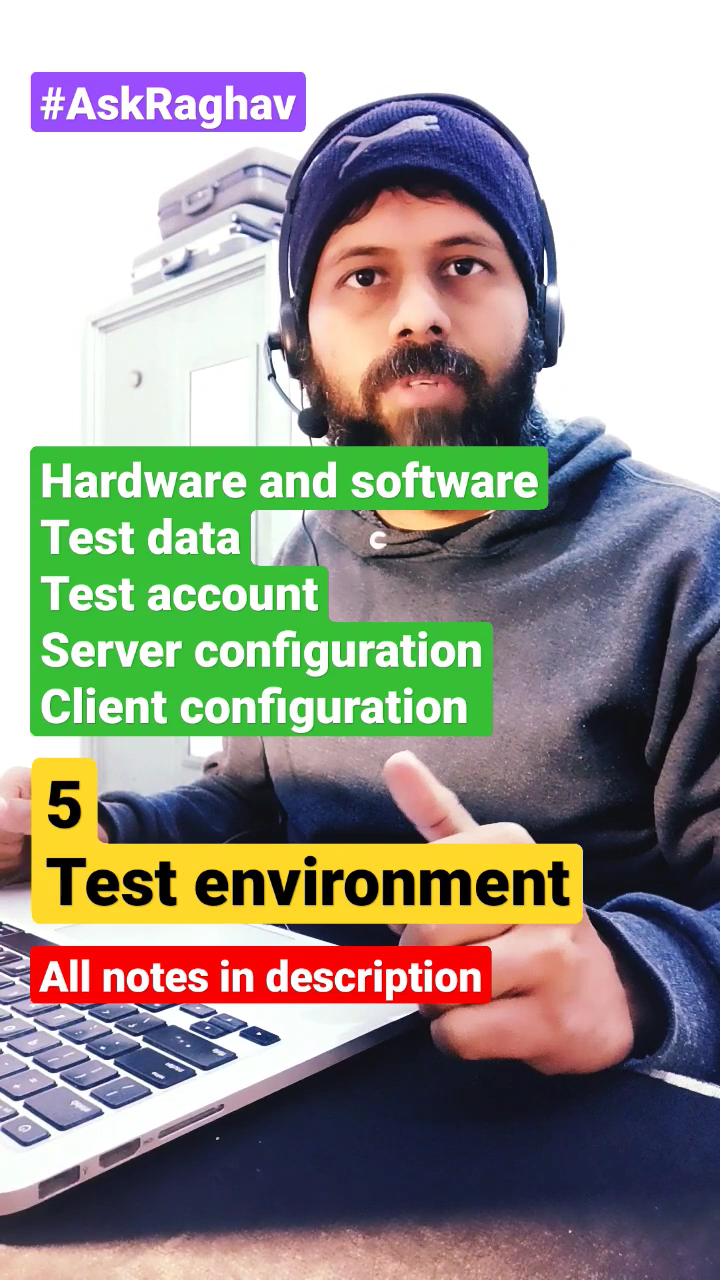 #AskRaghav
Hardware and software
Test data
Test account
Server configuration
Client configuration
5
Test environment
All notes in description